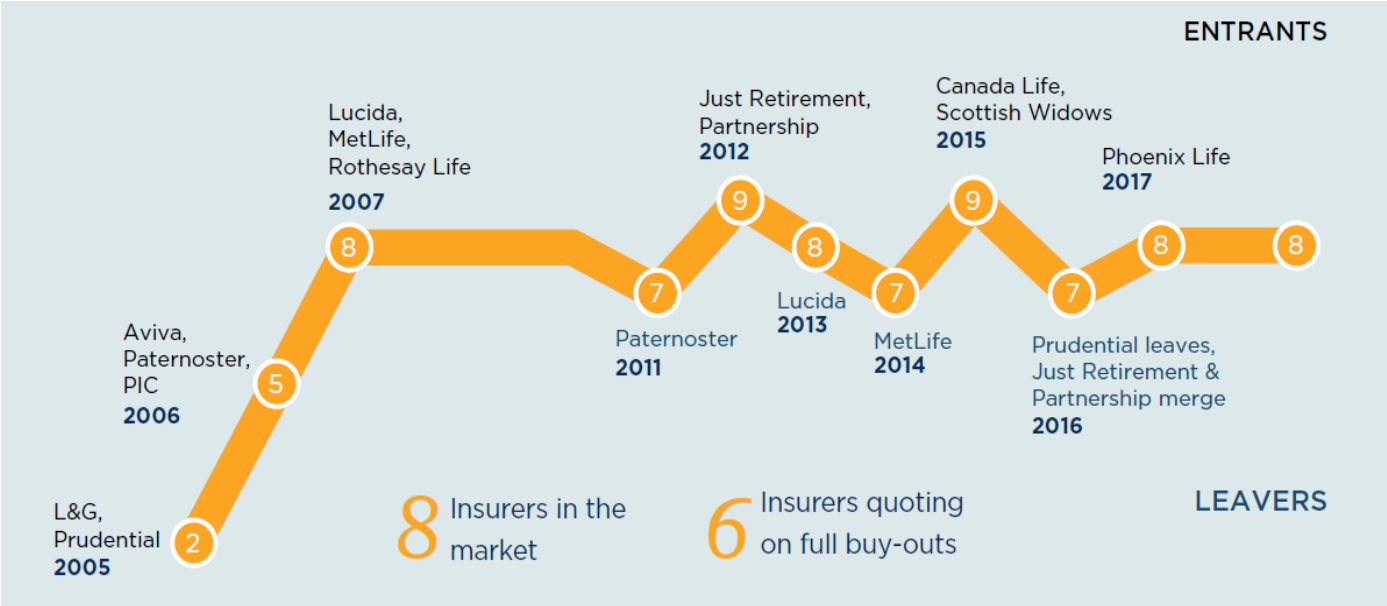 ENTRANTS
L&G,
Prudential
2005
2
Aviva,
Paternoster,
PIC
2006
5
Lucida,
MetLife,
Rothesay Life
2007
8
7
Paternoster
2011
Just Retirement,
Partnership
2012
9
8
Lucida
2013
7
MetLife
2014
Canada Life,
Scottish Widows
2015
9
7
Prudential leaves,
Just Retirement &
Partnership merge
2016
Phoenix Life
2017
8
8
8 Insurers in the
market
6 Insurers quoting
on full buy-outs
LEAVERS